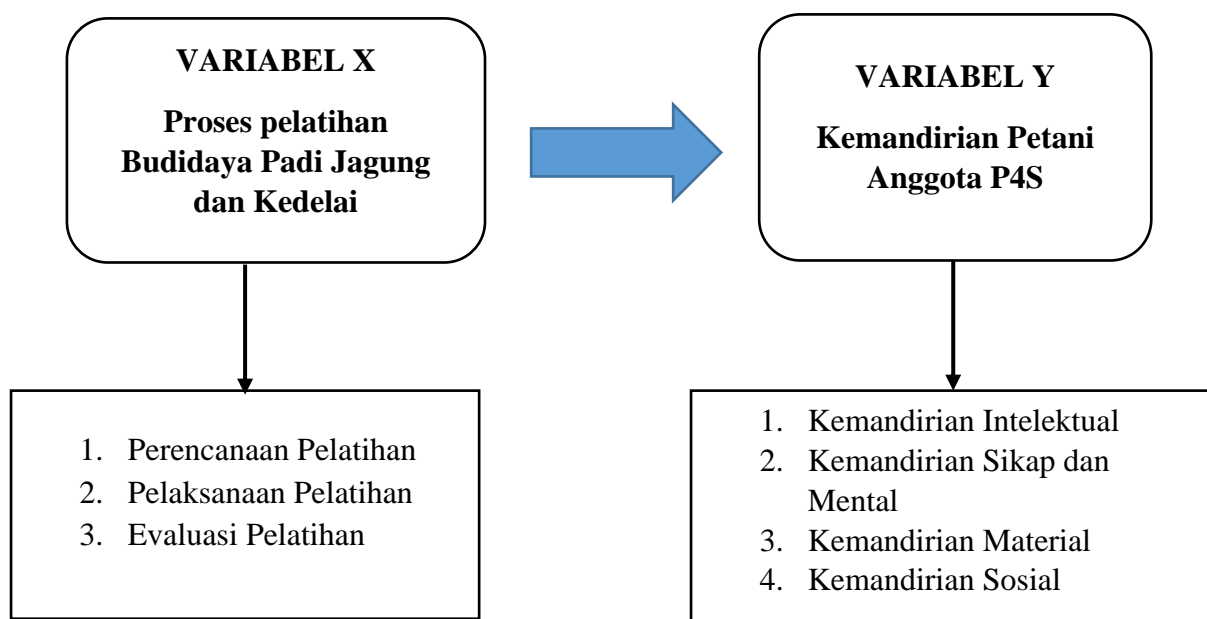 VARIABEL X
Proses pelatihan
Budidaya Padi Jagung
dan Kedelai
VARIABEL Y
Kemandirian Petani
Anggota P4S
1. Perencanaan Pelatihan
2. Pelaksanaan Pelatihan
3. Evaluasi Pelatihan
1. Kemandirian Intelektual
2. Kemandirian Sikap dan
Mental
3. Kemandirian Material
4. Kemandirian Sosial